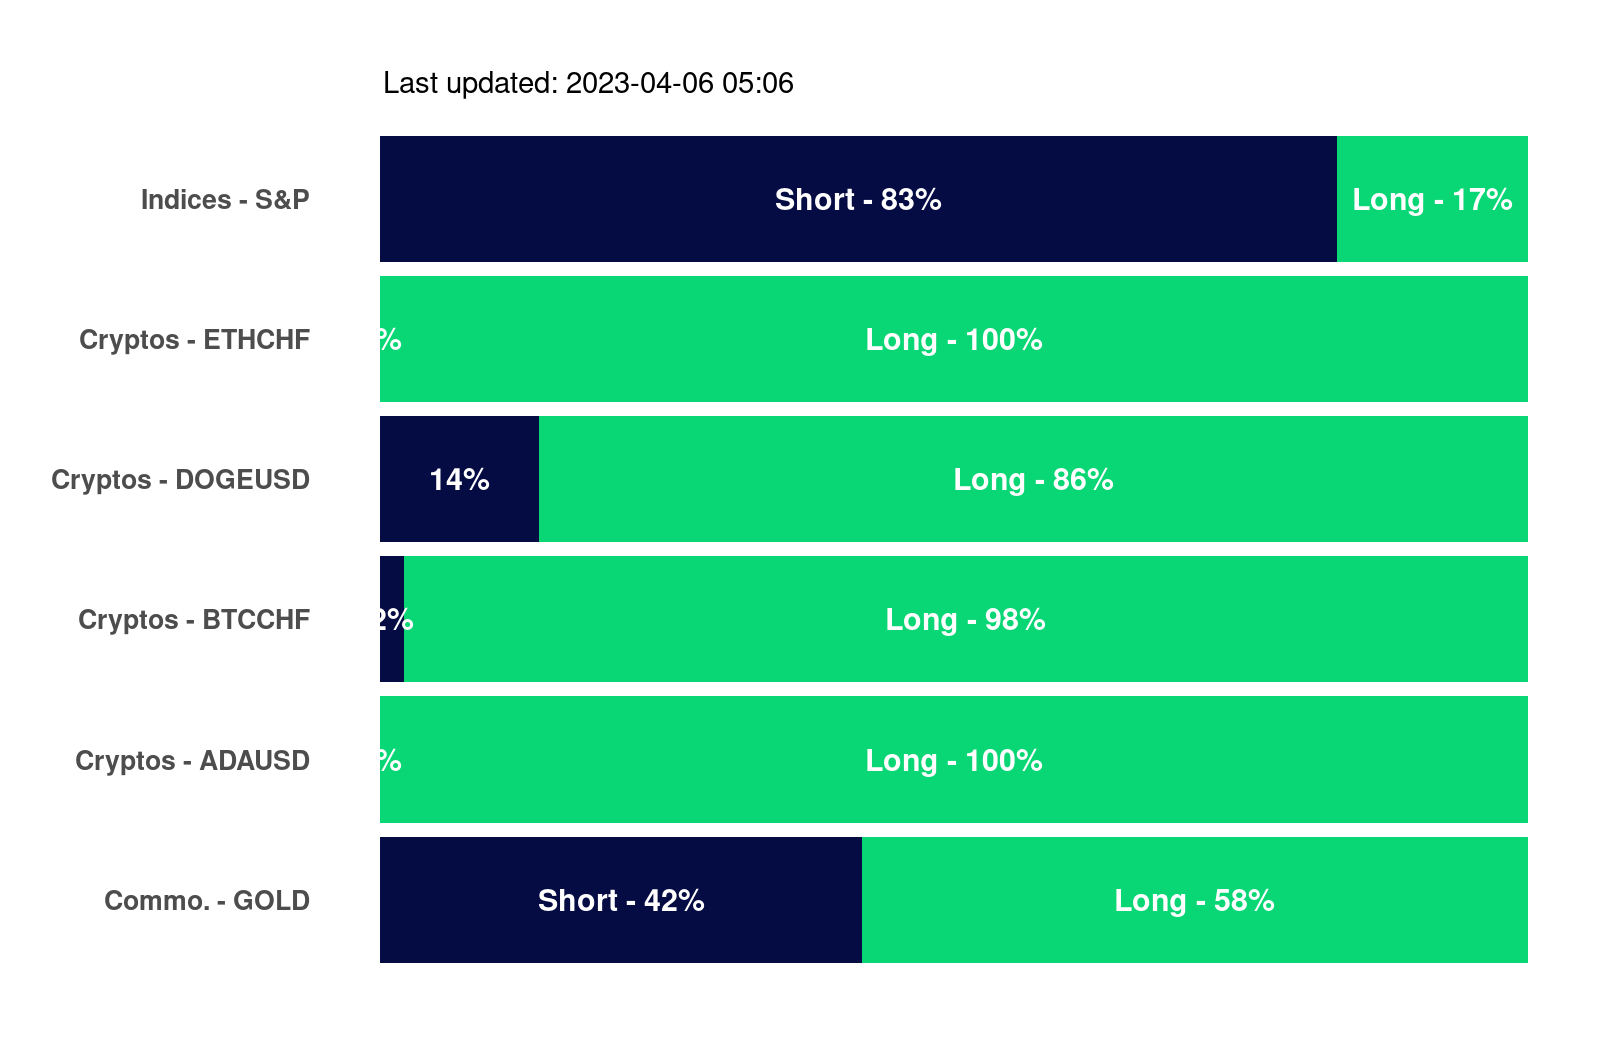 Last updated: 2023-04-06 05:06
Indices - S&P Short - 83% Long - 17%
Cryptos - ETHCHF % Long - 100%
Cryptos - DOGEUSD 14% Long - 86%
Cryptos - BTCCHF 2% Long - 98%
Cryptos - ADAUSD % Long - 100%
Commo. - GOLD Short - 42% Long - 58%